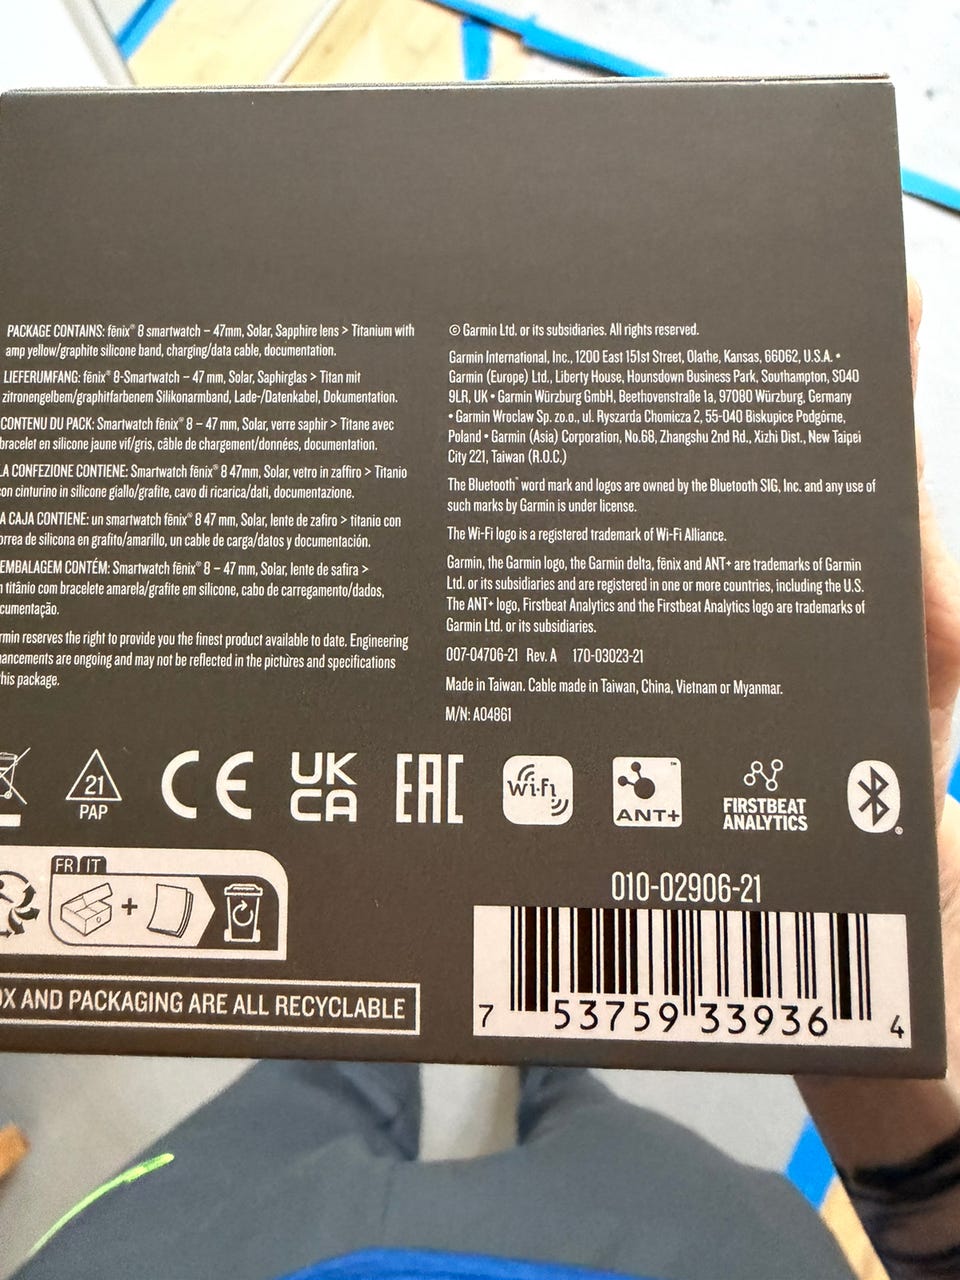 PACKAGE CONTAINS: fēnix® 8 smartwatch – 47mm, Solar, Sapphire lens > Titanium with
amp yellow/graphite silicone band, charging/data cable, documentation.
LIEFERUMFANG: fēnix® 8-Smartwatch – 47 mm, Solar, Saphirglas > Titan mit
zitronengelbem/graphitfarbenem Silikonarmband, Lade-/Datenkabel, Dokumentation.
CONTENU DU PACK: Smartwatch fēnix® 8 – 47 mm, Solar, verre saphir > Titane avec
bracelet en silicone jaune vif/gris, câble de chargement/données, documentation.
LA CONFEZIONE CONTIENE: Smartwatch fēnix® 8 47 mm, Solar, vetro in zaffiro > Titanio
con cinturino in silicone giallo/grafite, cavo di ricarica/dati, documentazione.
A CAJA CONTIENE: un smartwatch fēnix® 8 47 mm, Solar, lente de zafiro > titanio con
orrea de silicona en grafito/amarillo, un cable de carga/datos y documentación.
EMBALAGEM CONTÉM: Smartwatch fēnix® 8 – 47 mm, Solar, lente de safira >
titânio com bracelete amarela/grafite em silicone, cabo de carregamento/dados,
cumentação.
rmin reserves the right to provide you the finest product available to date. Engineering
ancements are ongoing and may not be reflected in the pictures and specifications
this package.
© Garmin Ltd. or its subsidiaries. All rights reserved.
Garmin International, Inc., 1200 East 151st Street, Olathe, Kansas, 66062, U.S.A. •
Garmin (Europe) Ltd., Liberty House, Hounsdown Business Park, Southampton, SO40
9LR, UK • Garmin Würzburg GmbH, Beethovenstraße 1a, 97080 Würzburg, Germany
• Garmin Wroclaw Sp. zo.o., ul. Ryszarda Chomicza 2, 55-040 Biskupice Podgórne,
Poland • Garmin (Asia) Corporation, No.68, Zhangshu 2nd Rd., Xizhi Dist., New Taipei
City 221, Taiwan (R.O.C.)
The Bluetooth® word mark and logos are owned by the Bluetooth SIG, Inc. and any use of
such marks by Garmin is under license.
The Wi-Fi logo is a registered trademark of Wi-Fi Alliance.
Garmin, the Garmin logo, the Garmin delta, fēnix and ANT+ are trademarks of Garmin
Ltd. or its subsidiaries and are registered in one or more countries, including the U.S.
The ANT+ logo, Firstbeat Analytics and the Firstbeat Analytics logo are trademarks of
Garmin Ltd. or its subsidiaries.
007-04706-21 Rev. A 170-03023-21
Made in Taiwan. Cable made in Taiwan, China, Vietnam or Myanmar.
M/N: A04861
21
PAP
CE
UK
CA
EAC
Wi-Fi
ANT+™
FIRSTBEAT
ANALYTICS
®
FR IT
+
OX AND PACKAGING ARE ALL RECYCLABLE
010-02906-21
7 53759 33936 4